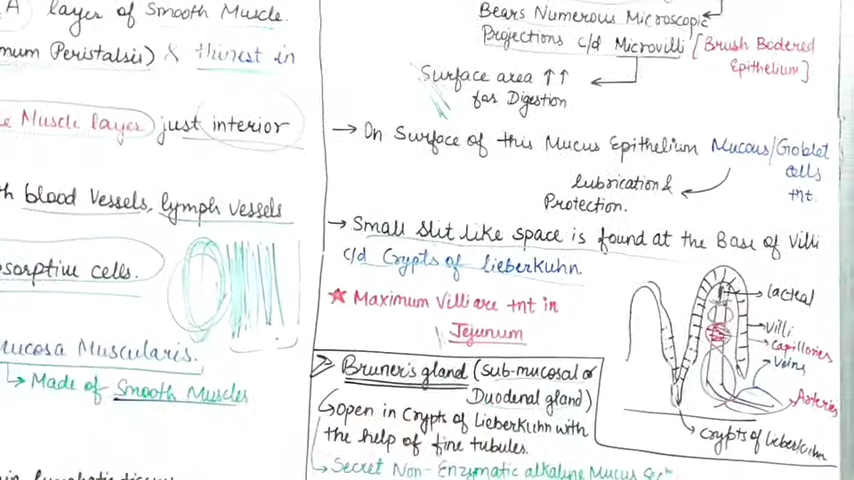 A layer of Smooth Muscle.
mum Peristalsis) & thinest in
e Muscle layer) just interior
th blood vessels, lymph vessels
sorptive cells.
Mucosa Muscularis.
→ Made of Smooth Muscles
Bears Numerous Microscopic
Projections c/d Microvilli [Brush Bodered
Epithelium]
Surface area ↑↑
for Digestion
→ On Surface of this Mucus Epithelium Mucous/Goblet
cells
+nt.
lubrication &
Protection.
→ Small slit like space is found at the Base of Villi
c/d Crypts of lieberkuhn.
★ Maximum Villi are +nt in
Jejunum
lacteal
Villi
Capillaries
Veins
Arteries
Crypts of lieberkuhn
Bruner's gland (sub-mucosal or
Duodenal gland)
→ Open in Crypts of lieberkuhn with
the help of fine tubules.
→ Secret Non-Enzymatic alkaline Mucus Secⁿ